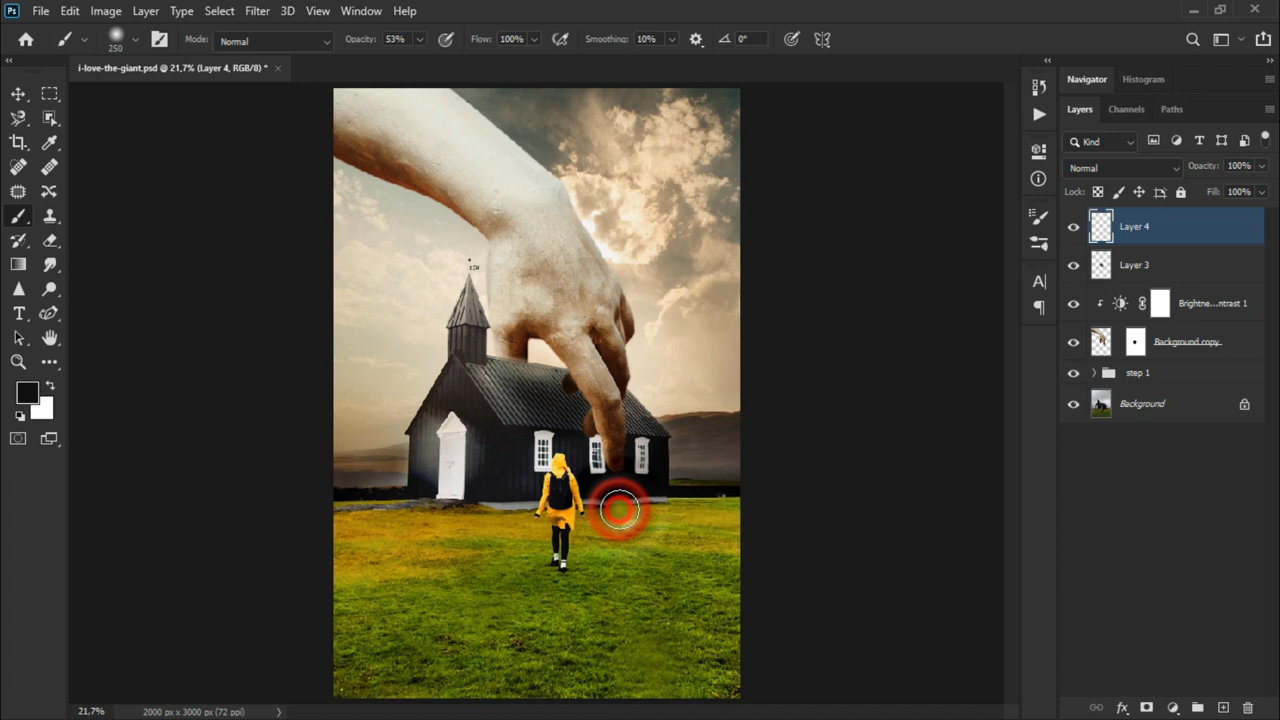 Ps File Edit Image Layer Type Select Filter 3D View Window Help
250 Mode: Normal Opacity: 53% Flow: 100% Smoothing: 10% 0°
i-love-the-giant.psd @ 21,7% (Layer 4, RGB/8) *
Navigator Histogram
Layers Channels Paths
Kind
Normal Opacity: 100%
Lock: Fill: 100%
Layer 4
Layer 3
Brightne...ntrast 1
Background copy
step 1
Background
21,7% 2000 px x 3000 px (72 ppi)